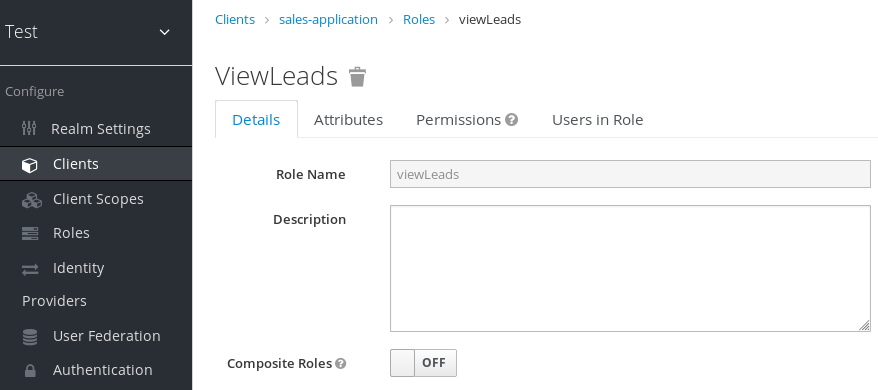 Test
Configure
Realm Settings
Clients
Client Scopes
Roles
Identity
Providers
User Federation
Authentication
Clients > sales-application > Roles > viewLeads
ViewLeads
Details Attributes Permissions ? Users in Role
Role Name viewLeads
Description
Composite Roles ? OFF